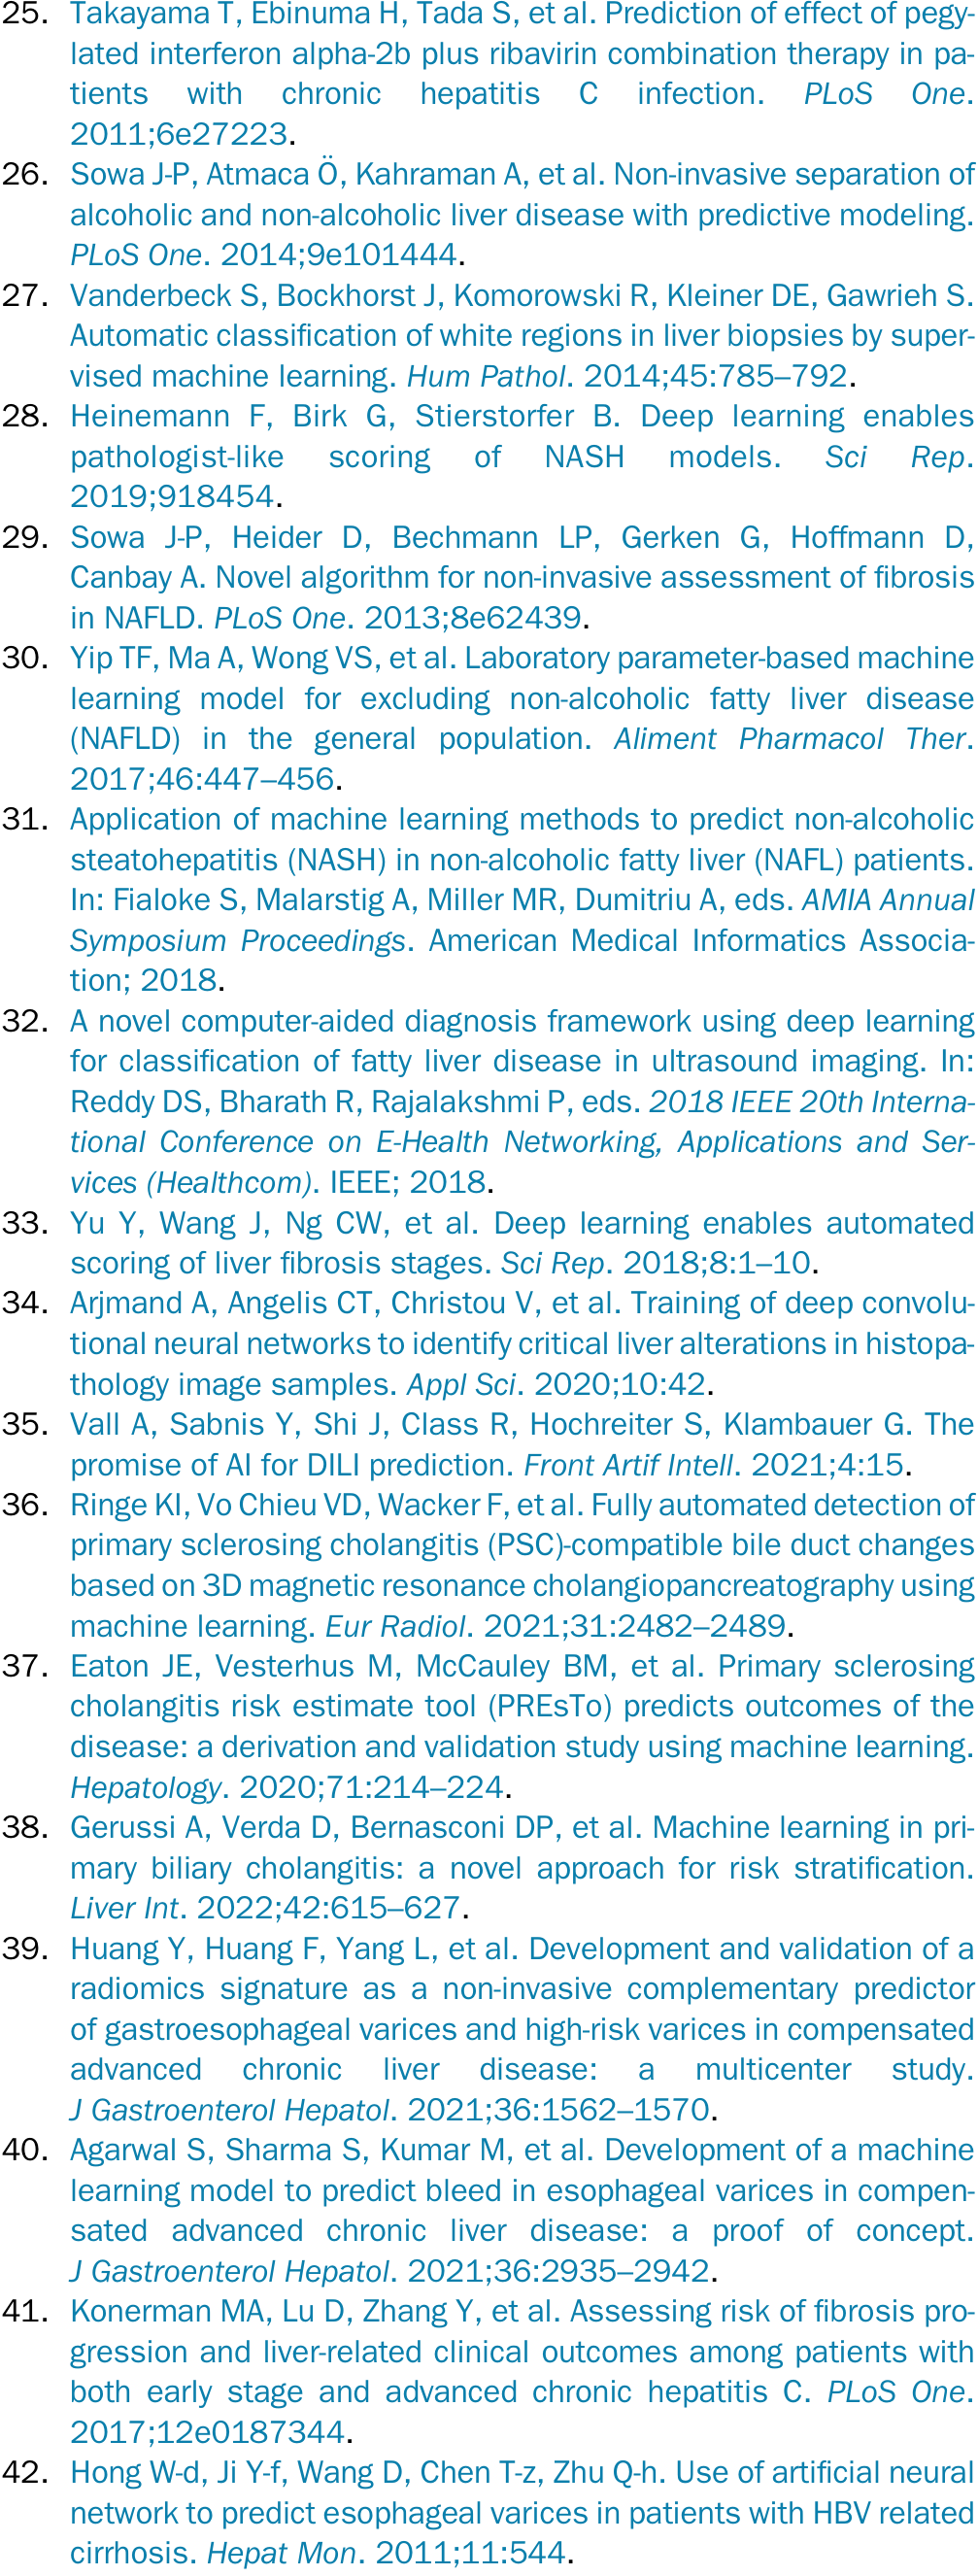 25. Takayama T, Ebinuma H, Tada S, et al. Prediction of effect of pegy-
lated interferon alpha-2b plus ribavirin combination therapy in pa-
tients with chronic hepatitis C infection. PLoS One.
2011;6e27223.
26. Sowa J-P, Atmaca Ö, Kahraman A, et al. Non-invasive separation of
alcoholic and non-alcoholic liver disease with predictive modeling.
PLoS One. 2014;9e101444.
27. Vanderbeck S, Bockhorst J, Komorowski R, Kleiner DE, Gawrieh S.
Automatic classification of white regions in liver biopsies by super-
vised machine learning. Hum Pathol. 2014;45:785–792.
28. Heinemann F, Birk G, Stierstorfer B. Deep learning enables
pathologist-like scoring of NASH models. Sci Rep.
2019;918454.
29. Sowa J-P, Heider D, Bechmann LP, Gerken G, Hoffmann D,
Canbay A. Novel algorithm for non-invasive assessment of fibrosis
in NAFLD. PLoS One. 2013;8e62439.
30. Yip TF, Ma A, Wong VS, et al. Laboratory parameter-based machine
learning model for excluding non-alcoholic fatty liver disease
(NAFLD) in the general population. Aliment Pharmacol Ther.
2017;46:447–456.
31. Application of machine learning methods to predict non-alcoholic
steatohepatitis (NASH) in non-alcoholic fatty liver (NAFL) patients.
In: Fialoke S, Malarstig A, Miller MR, Dumitriu A, eds. AMIA Annual
Symposium Proceedings. American Medical Informatics Associa-
tion; 2018.
32. A novel computer-aided diagnosis framework using deep learning
for classification of fatty liver disease in ultrasound imaging. In:
Reddy DS, Bharath R, Rajalakshmi P, eds. 2018 IEEE 20th Interna-
tional Conference on E-Health Networking, Applications and Ser-
vices (Healthcom). IEEE; 2018.
33. Yu Y, Wang J, Ng CW, et al. Deep learning enables automated
scoring of liver fibrosis stages. Sci Rep. 2018;8:1–10.
34. Arjmand A, Angelis CT, Christou V, et al. Training of deep convolu-
tional neural networks to identify critical liver alterations in histopa-
thology image samples. Appl Sci. 2020;10:42.
35. Vall A, Sabnis Y, Shi J, Class R, Hochreiter S, Klambauer G. The
promise of AI for DILI prediction. Front Artif Intell. 2021;4:15.
36. Ringe KI, Vo Chieu VD, Wacker F, et al. Fully automated detection of
primary sclerosing cholangitis (PSC)-compatible bile duct changes
based on 3D magnetic resonance cholangiopancreatography using
machine learning. Eur Radiol. 2021;31:2482–2489.
37. Eaton JE, Vesterhus M, McCauley BM, et al. Primary sclerosing
cholangitis risk estimate tool (PREsTo) predicts outcomes of the
disease: a derivation and validation study using machine learning.
Hepatology. 2020;71:214–224.
38. Gerussi A, Verda D, Bernasconi DP, et al. Machine learning in pri-
mary biliary cholangitis: a novel approach for risk stratification.
Liver Int. 2022;42:615–627.
39. Huang Y, Huang F, Yang L, et al. Development and validation of a
radiomics signature as a non-invasive complementary predictor
of gastroesophageal varices and high-risk varices in compensated
advanced chronic liver disease: a multicenter study.
J Gastroenterol Hepatol. 2021;36:1562–1570.
40. Agarwal S, Sharma S, Kumar M, et al. Development of a machine
learning model to predict bleed in esophageal varices in compen-
sated advanced chronic liver disease: a proof of concept.
J Gastroenterol Hepatol. 2021;36:2935–2942.
41. Konerman MA, Lu D, Zhang Y, et al. Assessing risk of fibrosis pro-
gression and liver-related clinical outcomes among patients with
both early stage and advanced chronic hepatitis C. PLoS One.
2017;12e0187344.
42. Hong W-d, Ji Y-f, Wang D, Chen T-z, Zhu Q-h. Use of artificial neural
network to predict esophageal varices in patients with HBV related
cirrhosis. Hepat Mon. 2011;11:544.